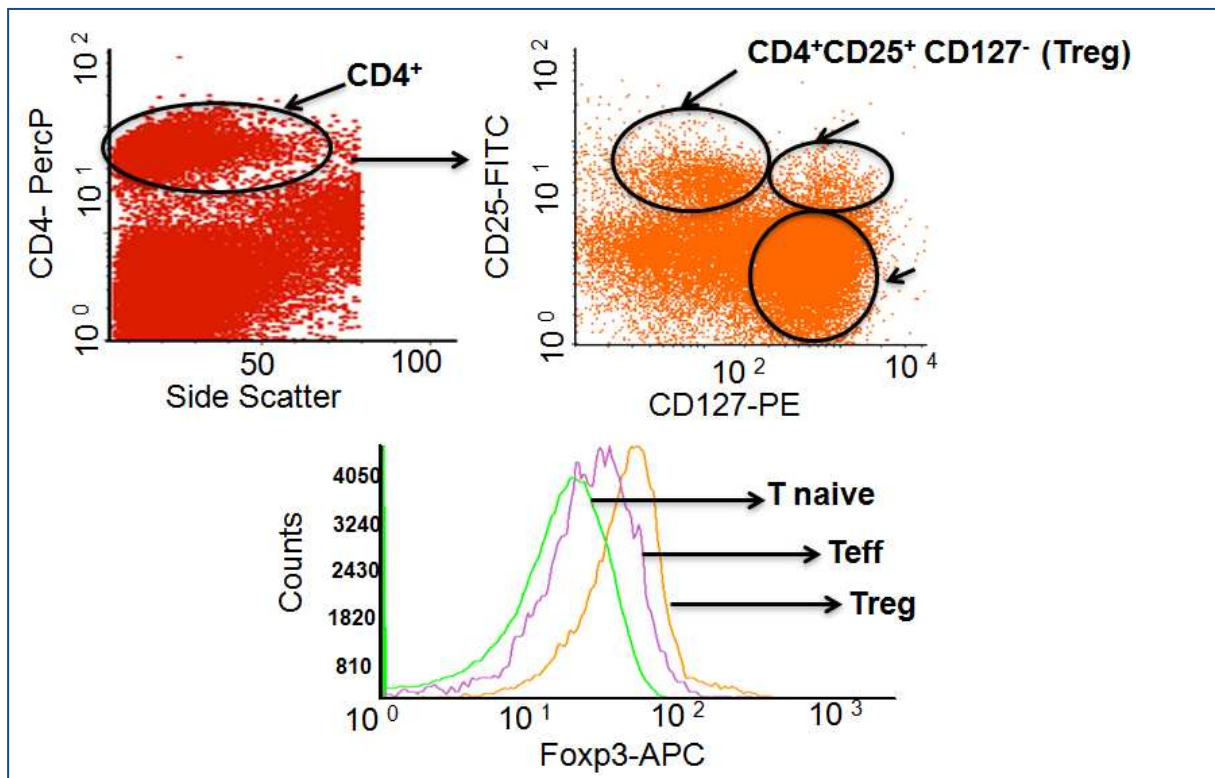 CD4⁺
CD4- PercP
10²
10¹
10⁰
50
100
Side Scatter
CD4⁺CD25⁺ CD127⁻ (Treg)
CD25-FITC
10²
10¹
10⁰
10²
10⁴
CD127-PE
Counts
4050
3240
2430
1820
810
T naive
Teff
Treg
10⁰
10¹
10²
10³
Foxp3-APC